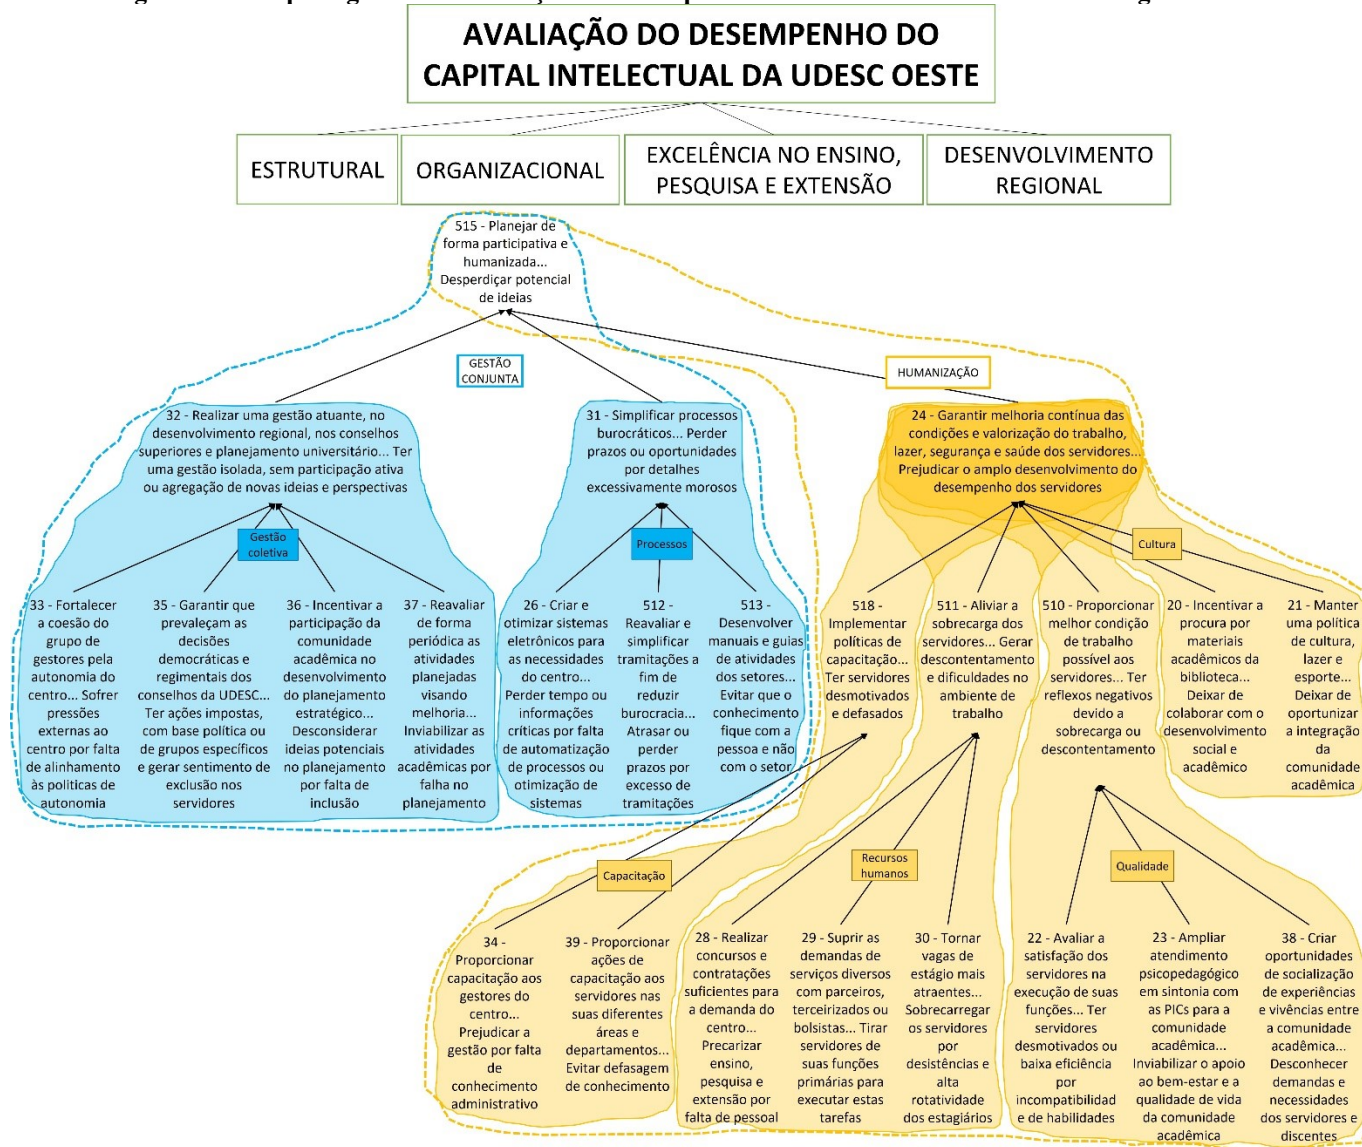 AVALIAÇÃO DO DESEMPENHO DO
CAPITAL INTELECTUAL DA UDESC OESTE
ESTRUTURAL
ORGANIZACIONAL
EXCELÊNCIA NO ENSINO,
PESQUISA E EXTENSÃO
DESENVOLVIMENTO
REGIONAL
515 - Planejar de
forma participativa e
humanizada...
Desperdiçar potencial
de ideias
GESTÃO
CONJUNTA
HUMANIZAÇÃO
32 - Realizar uma gestão atuante, no
desenvolvimento regional, nos conselhos
superiores e planejamento universitário... Ter
uma gestão isolada, sem participação ativa
ou agregação de novas ideias e perspectivas
31 - Simplificar processos
burocráticos... Perder
prazos ou oportunidades
por detalhes
excessivamente morosos
24 - Garantir melhoria contínua das
condições e valorização do trabalho,
lazer, segurança e saúde dos servidores...
Prejudicar o amplo desenvolvimento do
desempenho dos servidores
Gestão
coletiva
Processos
Cultura
33 - Fortalecer
a coesão do
grupo de
gestores pela
autonomia do
centro... Sofrer
pressões
externas ao
centro por falta
de alinhamento
às politicas de
autonomia
35 - Garantir que
prevaleçam as
decisões
democráticas e
regimentais dos
conselhos da UDESC...
Ter ações impostas,
com base política ou
de grupos específicos
e gerar sentimento de
exclusão nos
servidores
36 - Incentivar a
participação da
comunidade
acadêmica no
desenvolvimento
do planejamento
estratégico...
Desconsiderar
ideias potenciais
no planejamento
por falta de
inclusão
37 - Reavaliar
de forma
periódica as
atividades
planejadas
visando
melhoria...
Inviabilizar as
atividades
acadêmicas por
falha no
planejamento
26 - Criar e
otimizar sistemas
eletrônicos para
as necessidades
do centro...
Perder tempo ou
informações
críticas por falta
de automatização
de processos ou
otimização de
sistemas
512 -
Reavaliar e
simplificar
tramitações a
fim de
reduzir
burocracia...
Atrasar ou
perder
prazos por
excesso de
tramitações
513 -
Desenvolver
manuais e guias
de atividades
dos setores...
Evitar que o
conhecimento
fique com a
pessoa e não
com o setor
518 -
Implementar
políticas de
capacitação...
Ter servidores
desmotivados
e defasados
511 - Aliviar a
sobrecarga dos
servidores... Gerar
descontentamento
e dificuldades no
ambiente de
trabalho
510 - Proporcionar
melhor condição
de trabalho
possível aos
servidores... Ter
reflexos negativos
devido a
sobrecarga ou
descontentamento
20 - Incentivar a
procura por
materiais
acadêmicos da
biblioteca...
Deixar de
colaborar com o
desenvolvimento
social e
acadêmico
21 - Manter
uma política
de cultura,
lazer e
esporte...
Deixar de
oportunizar
a integração
da
comunidade
acadêmica
Capacitação
Recursos
humanos
Qualidade
34 -
Proporcionar
capacitação aos
gestores do
centro...
Prejudicar a
gestão por falta
de
conhecimento
administrativo
39 - Proporcionar
ações de
capacitação aos
servidores nas
suas diferentes
áreas e
departamentos...
Evitar defasagem
de conhecimento
28 - Realizar
concursos e
contratações
suficientes para
a demanda do
centro...
Precarizar
ensino,
pesquisa e
extensão por
falta de pessoal
29 - Suprir as
demandas de
serviços diversos
com parceiros,
terceirizados ou
bolsistas... Tirar
servidores de
suas funções
primárias para
executar estas
tarefas
30 - Tornar
vagas de
estágio mais
atraentes...
Sobrecarregar
os servidores
por
desistências e
alta
rotatividade
dos estagiários
22 - Avaliar a
satisfação dos
servidores na
execução de suas
funções... Ter
servidores
desmotivados ou
baixa eficiência
por
incompatibilidad
e de habilidades
23 - Ampliar
atendimento
psicopedagógico
em sintonia com
as PICs para a
comunidade
acadêmica...
Inviabilizar o apoio
ao bem-estar e a
qualidade de vida
da comunidade
acadêmica
38 - Criar
oportunidades
de socialização
de experiências
e vivências entre
a comunidade
acadêmica...
Desconhecer
demandas e
necessidades
dos servidores e
discentes